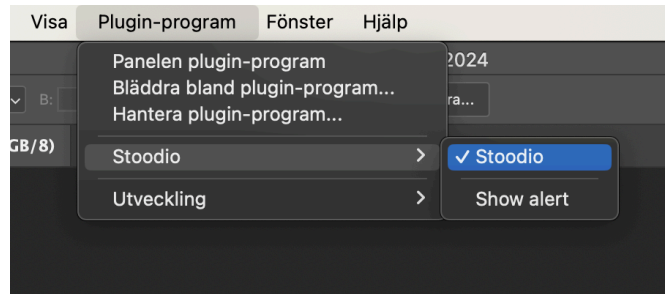 Visa Plugin-program Fönster Hjälp
Panelen plugin-program
2024
Bläddra bland plugin-program...
B:
ra...
Hantera plugin-program...
GB/8)
Stoodio
✓ Stoodio
Utveckling
Show alert